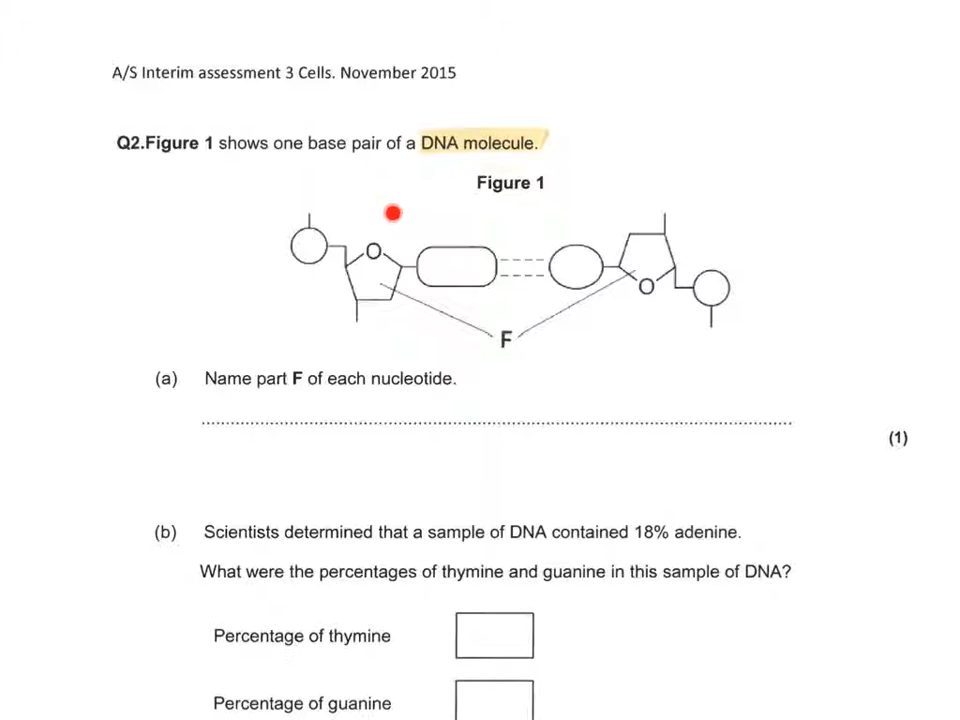 A/S Interim assessment 3 Cells. November 2015
Q2.Figure 1 shows one base pair of a DNA molecule.
Figure 1
O
O
F
(a) Name part F of each nucleotide.
(1)
(b) Scientists determined that a sample of DNA contained 18% adenine.
What were the percentages of thymine and guanine in this sample of DNA?
Percentage of thymine
Percentage of guanine